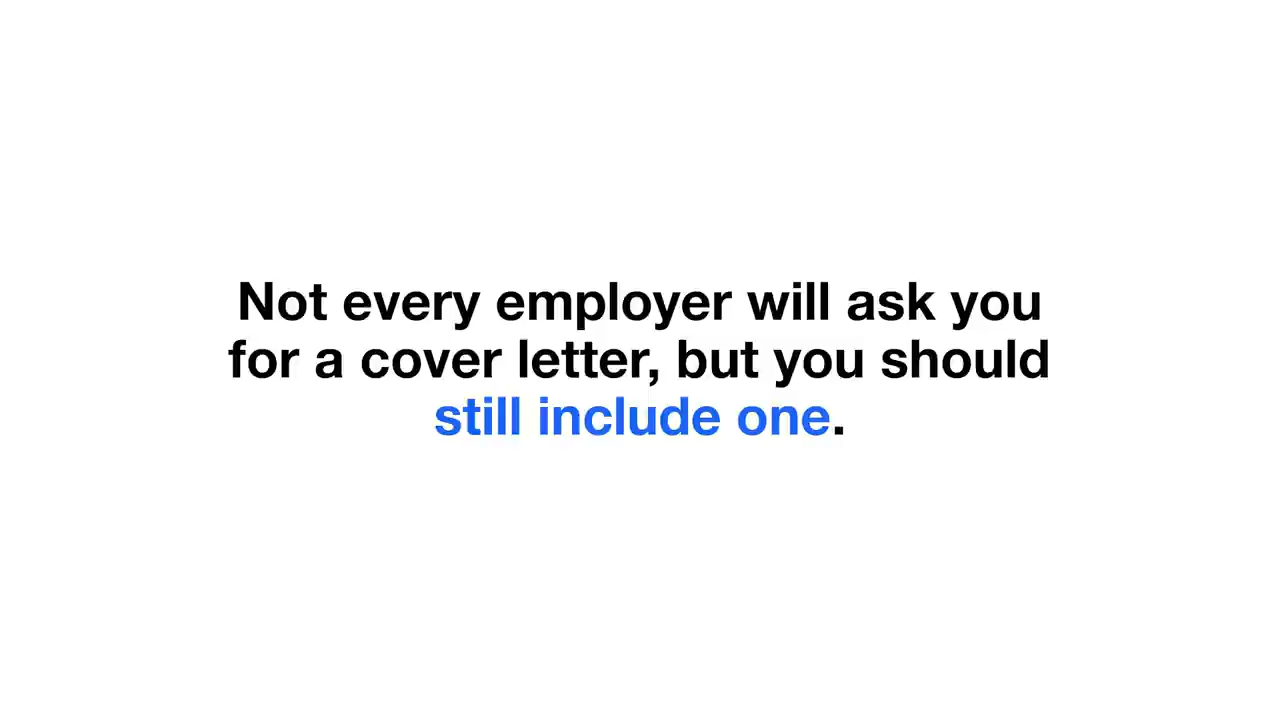 Not every employer will ask you
for a cover letter, but you should
still include one.